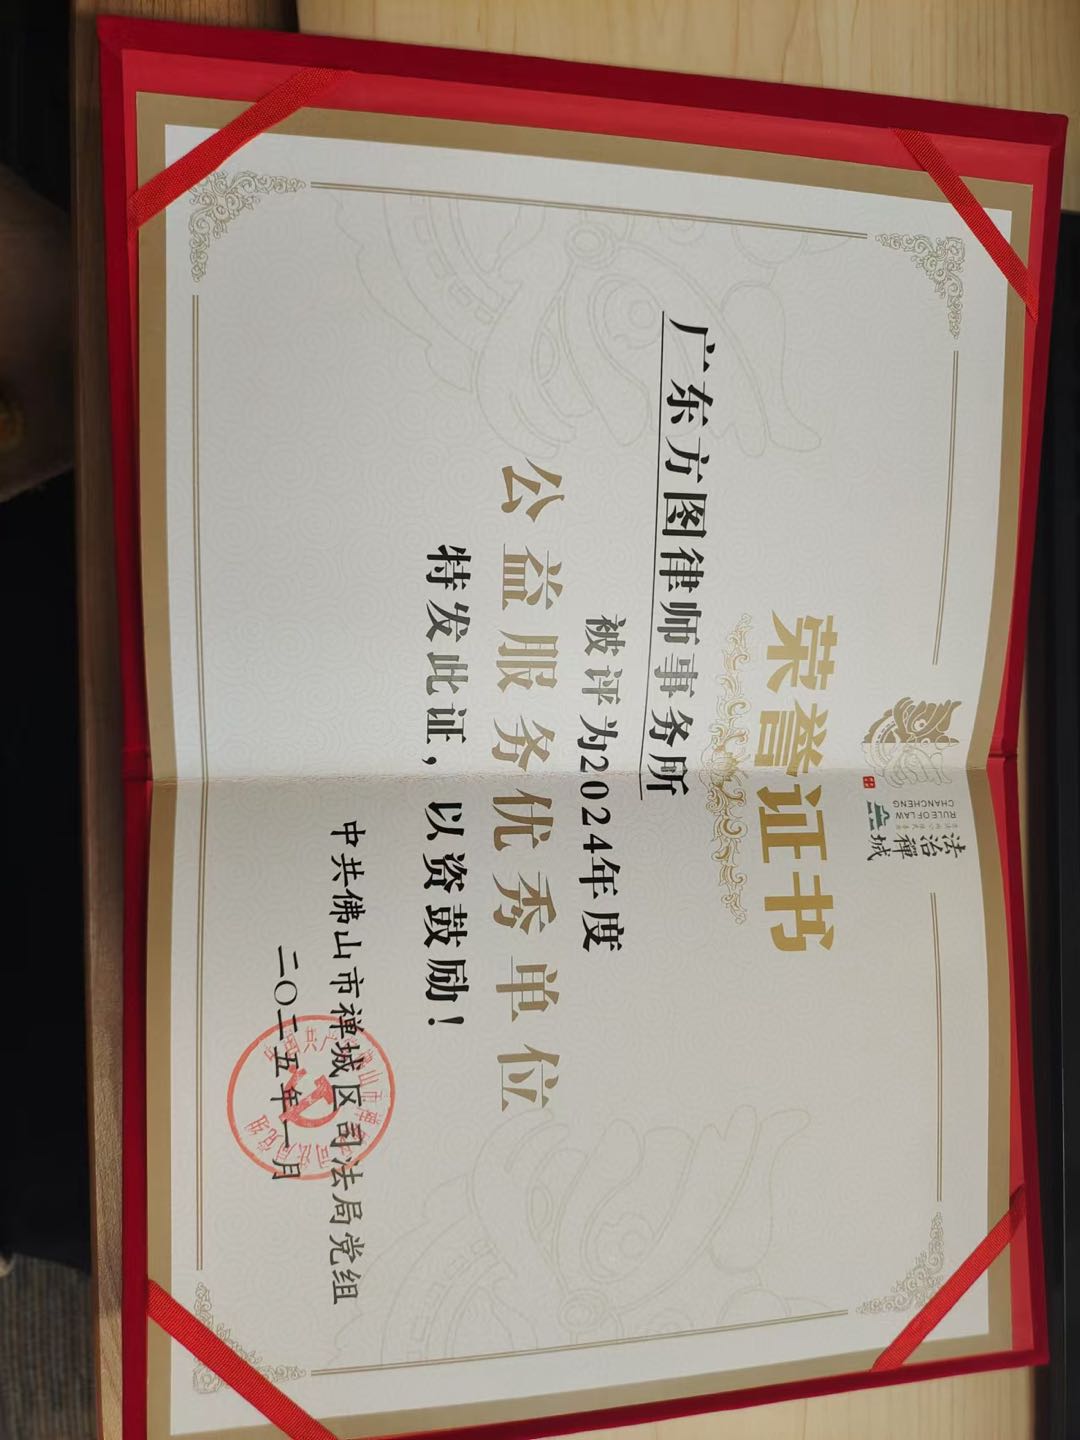 法治禅城
RULE OF LAW
CHANCHENG
荣誉证书
广东方图律师事务所
被评为2024年度
公益服务优秀单位
特发此证，以资鼓励！
中共佛山市禅城区司法局党组
二〇二五年一月